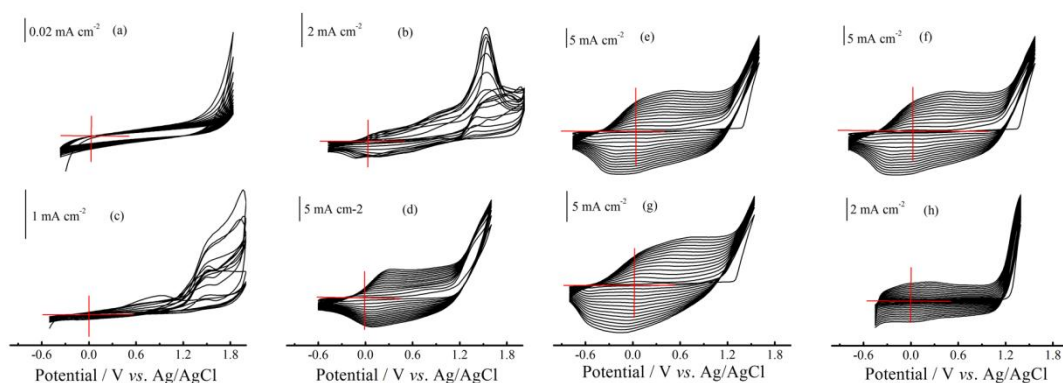 0.02 mA cm-2 (a)
2 mA cm-2 (b)
5 mA cm-2 (e)
5 mA cm-2 (f)
1 mA cm-2 (c)
5 mA cm-2 (d)
5 mA cm-2 (g)
2 mA cm-2 (h)
-0.6 0.0 0.6 1.2 1.8
-0.6 0.0 0.6 1.2 1.8
-0.6 0.0 0.6 1.2 1.8
-0.6 0.0 0.6 1.2 1.8
Potential / V vs. Ag/AgCl
Potential / V vs. Ag/AgCl
Potential / V vs. Ag/AgCl
Potential / V vs. Ag/AgCl